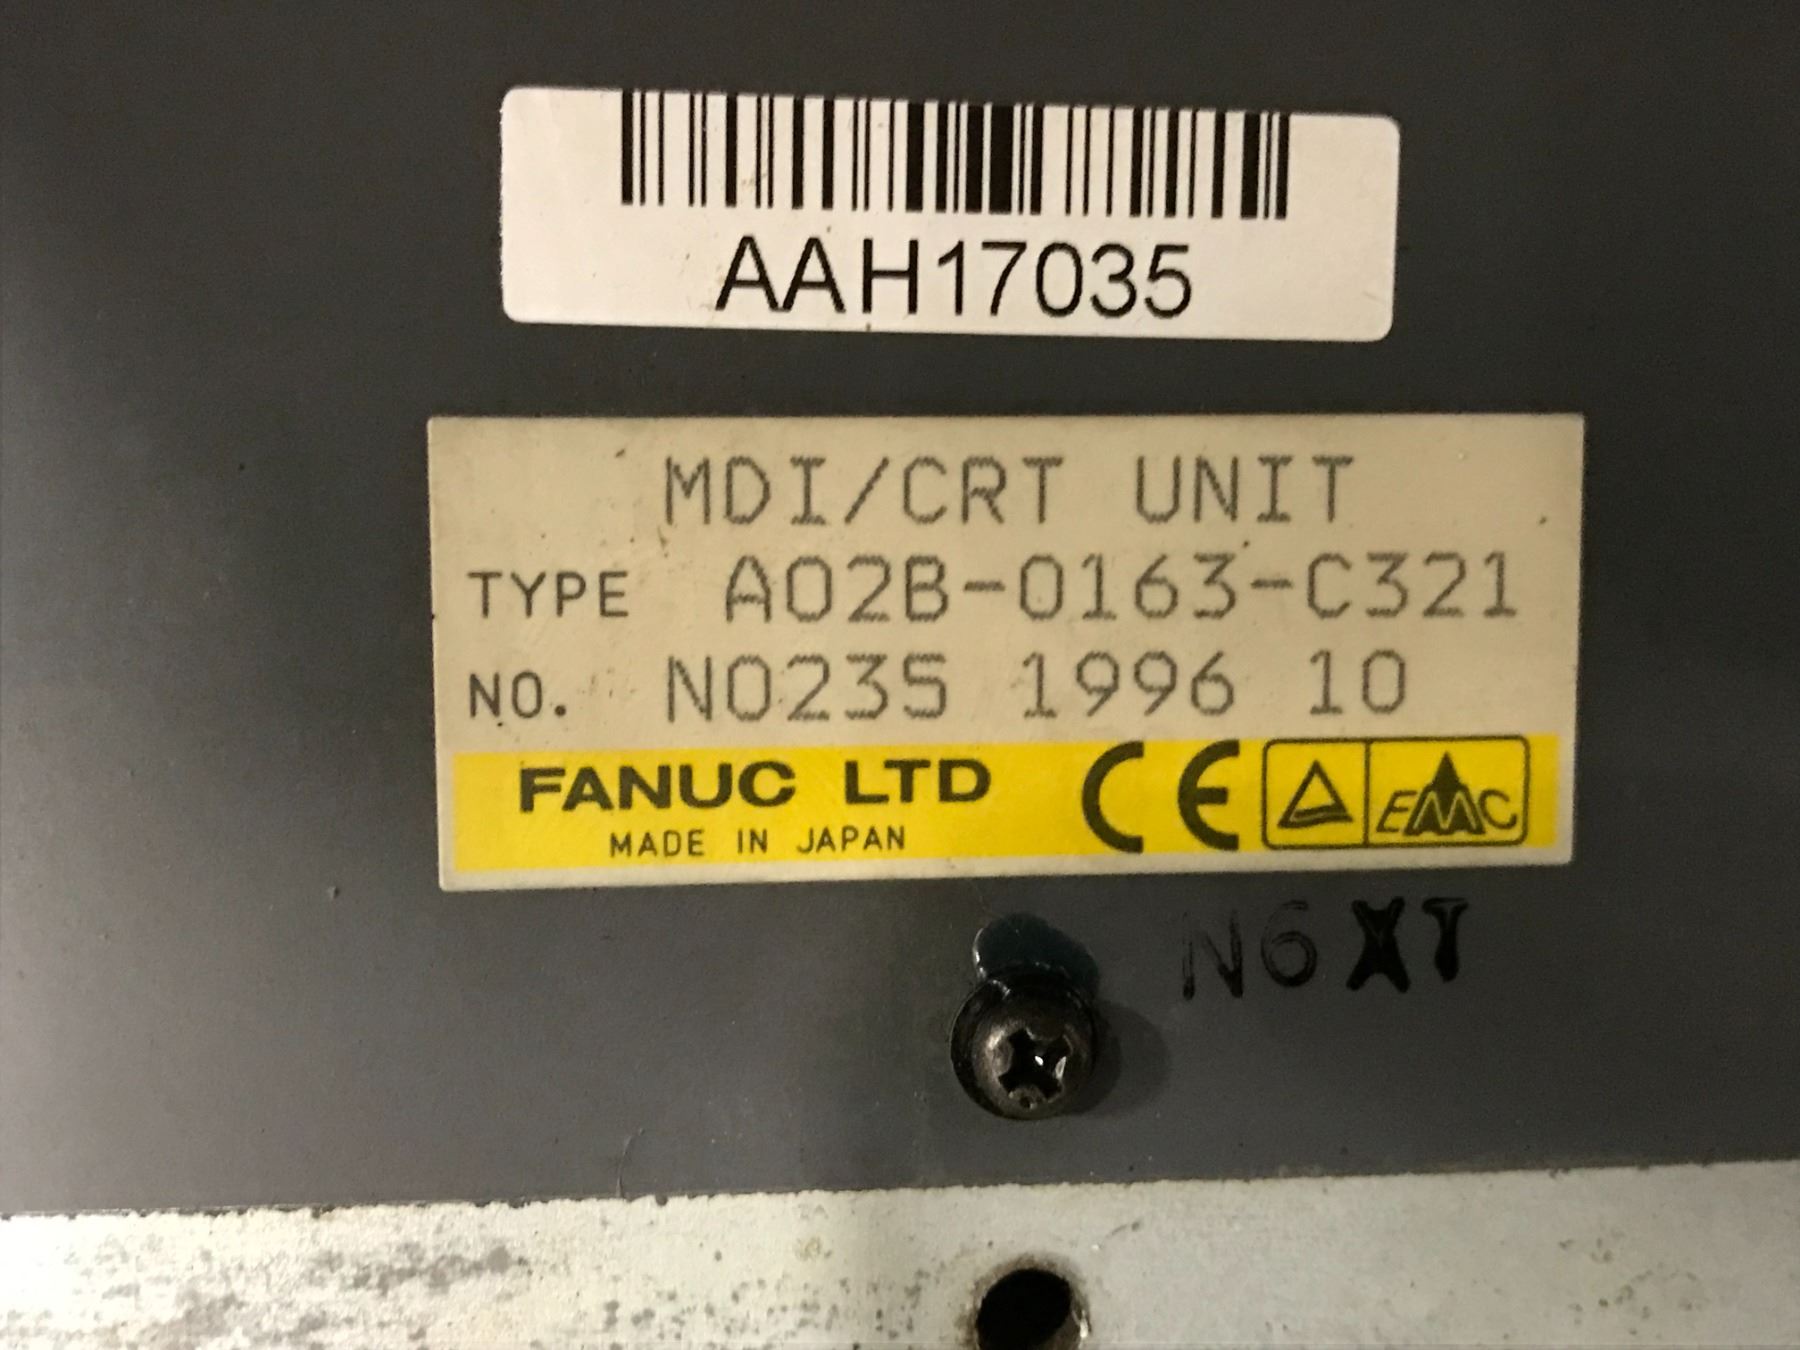 AAH17035
MDI/CRT UNIT
TYPE A02B-0163-C321
NO. N0235 1996 10
FANUC LTD CE EMC
MADE IN JAPAN
N6XT